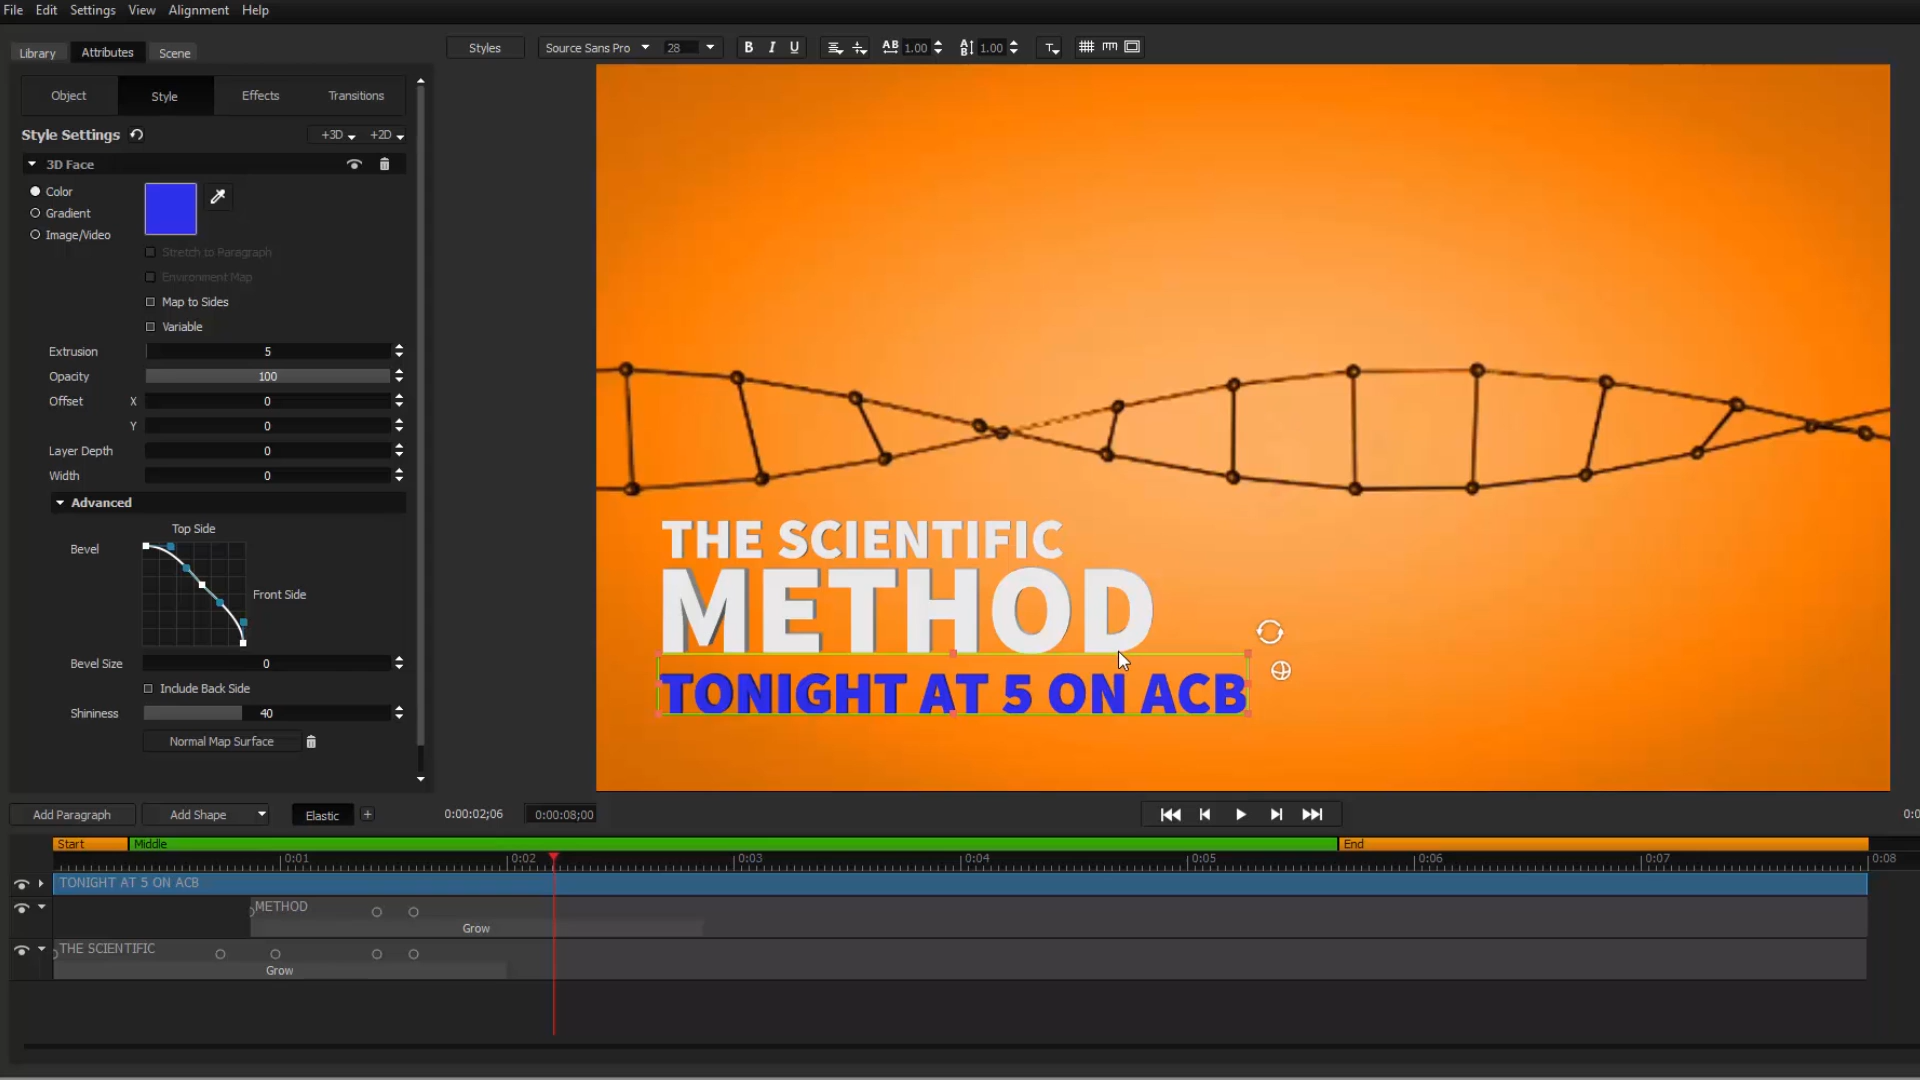 File Edit Settings View Alignment Help
Library Attributes Scene
Styles Source Sans Pro 28 B I U AB 1.00 AB 1.00 T
Object Style Effects Transitions
Style Settings +3D +2D
3D Face
Color
Gradient
Image/Video
Stretch to Paragraph
Environment Map
Map to Sides
Variable
Extrusion 5
Opacity 100
Offset X 0
Y 0
Layer Depth 0
Width 0
Advanced
Top Side
Bevel
Front Side
Bevel Size 0
Include Back Side
Shininess 40
Normal Map Surface
THE SCIENTIFIC
METHOD
TONIGHT AT 5 ON ACB
Add Paragraph Add Shape Elastic + 0:00:02;06 0:00:08;00 0:0
Start Middle End
0:01 0:02 0:03 0:04 0:05 0:06 0:07 0:08
TONIGHT AT 5 ON ACB
METHOD
Grow
THE SCIENTIFIC
Grow